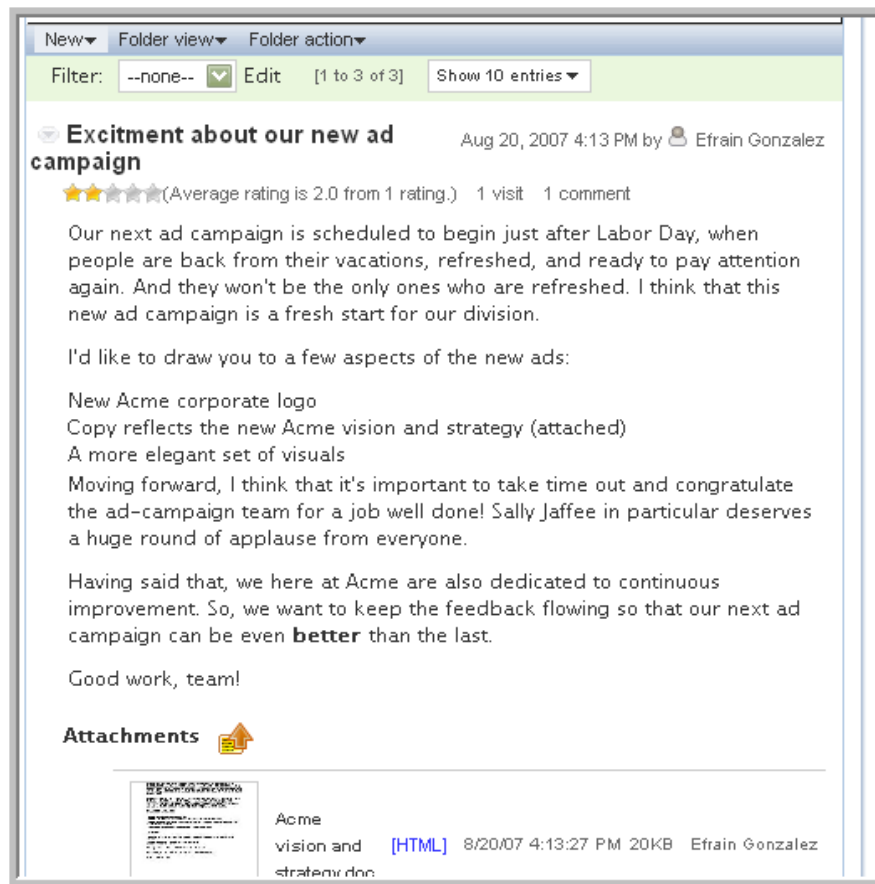 New▾ Folder view▾ Folder action▾
Filter: --none-- Edit [1 to 3 of 3] Show 10 entries ▾
Excitment about our new ad
campaign
Aug 20, 2007 4:13 PM by Efrain Gonzalez
(Average rating is 2.0 from 1 rating.) 1 visit 1 comment
Our next ad campaign is scheduled to begin just after Labor Day, when
people are back from their vacations, refreshed, and ready to pay attention
again. And they won't be the only ones who are refreshed. I think that this
new ad campaign is a fresh start for our division.
I'd like to draw you to a few aspects of the new ads:
New Acme corporate logo
Copy reflects the new Acme vision and strategy (attached)
A more elegant set of visuals
Moving forward, I think that it's important to take time out and congratulate
the ad-campaign team for a job well done! Sally Jaffee in particular deserves
a huge round of applause from everyone.
Having said that, we here at Acme are also dedicated to continuous
improvement. So, we want to keep the feedback flowing so that our next ad
campaign can be even better than the last.
Good work, team!
Attachments
Acme
vision and
strategy.doc
[HTML] 8/20/07 4:13:27 PM 20KB Efrain Gonzalez